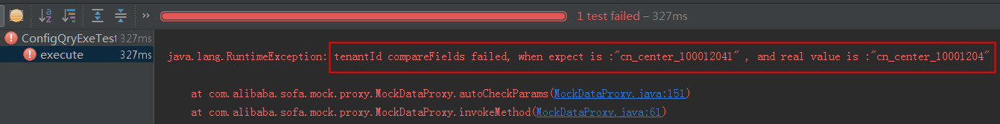 1 test failed – 327ms
ConfigQryExeTest 327ms
execute 327ms
java.lang.RuntimeException: tenantId compareFields failed, when expect is :"cn_center_100012041" , and real value is :"cn_center_10001204"
at com.alibaba.sofa.mock.proxy.MockDataProxy.autoCheckParams(MockDataProxy.java:151)
at com.alibaba.sofa.mock.proxy.MockDataProxy.invokeMethod(MockDataProxy.java:61)